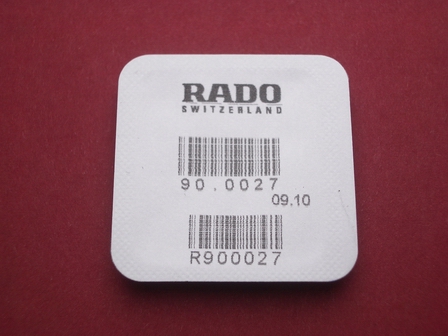 RADO
SWITZERLAND
90.0027
09.10
R900027